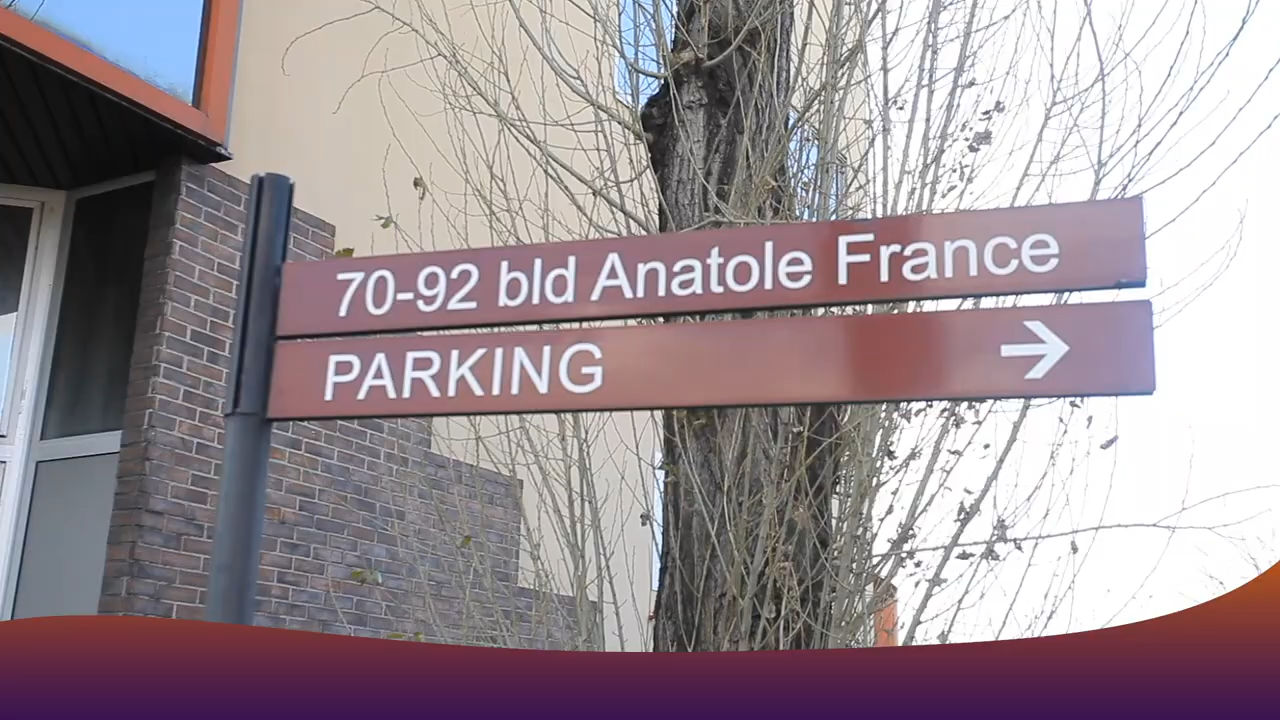 70-92 bld Anatole France
PARKING →